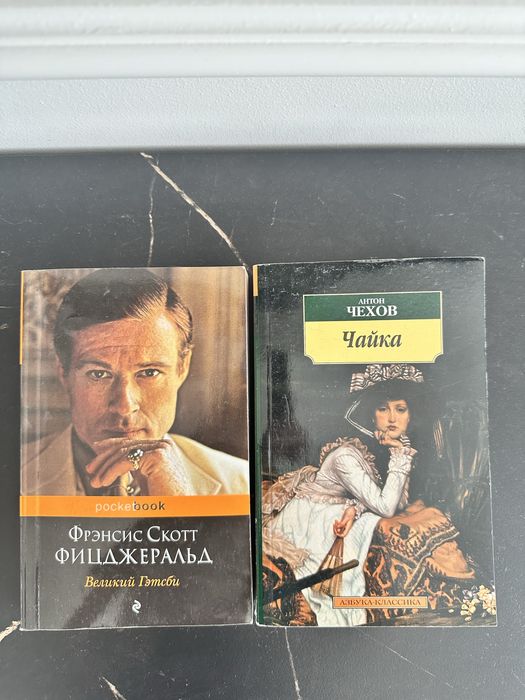 pocketbook
Фрэнсис Скотт
ФИЦДЖЕРАЛЬД
Великий Гэтсби
АНТОН
ЧЕХОВ
Чайка
АЗБУКА-КЛАССИКА